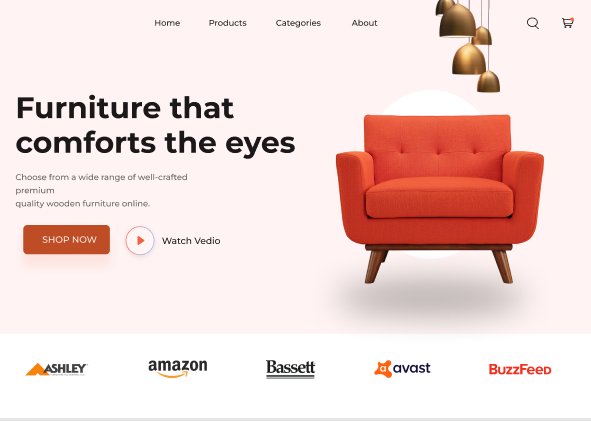 Home Products Categories About
Furniture that
comforts the eyes
Choose from a wide range of well-crafted
premium
quality wooden furniture online.
SHOP NOW
Watch Vedio
ASHLEY amazon Bassett avast BuzzFeed